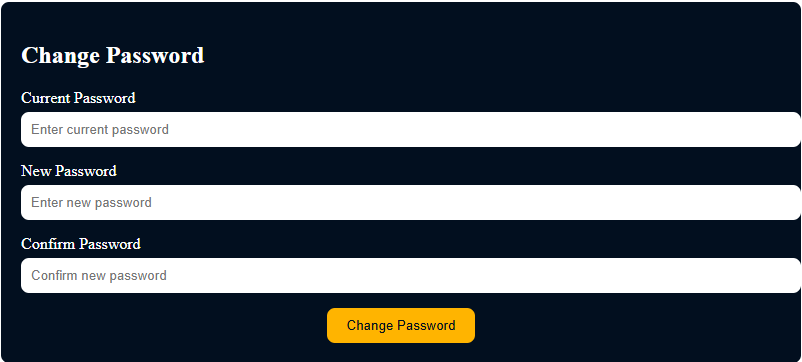 Change Password
Current Password
Enter current password
New Password
Enter new password
Confirm Password
Confirm new password
Change Password